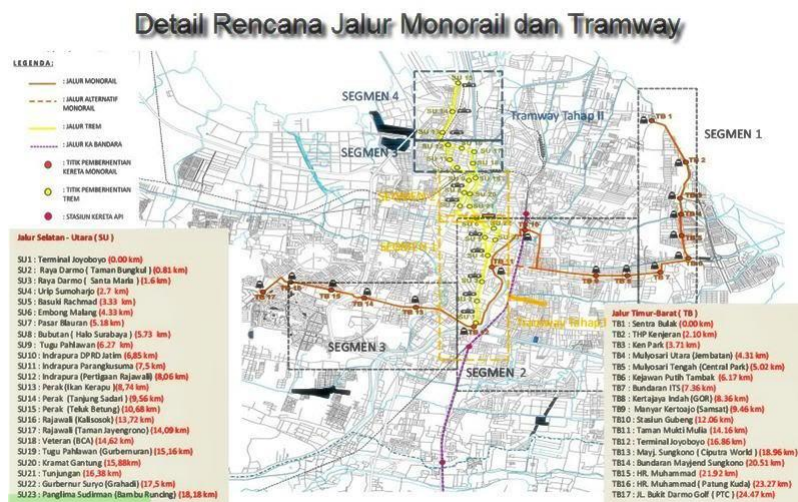 Detail Rencana Jalur Monorail dan Tramway
LEGENDA:
: JALUR MONORAIL
: JALUR ALTERNATIF
MONORAIL
: JALUR TREM
: JALUR KA BANDARA
: TITIK PEMBERHENTIAN
KERETA MONORAIL
: TITIK PEMBERHENTIAN
TREM
: STASIUN KERETA API
SEGMEN 4
Tramway Tahap II
SEGMEN 3
SEGMEN 1
SU 15
SU 14
TB 1
TB 2
TB 17
TB 12
SEGMEN 3
SEGMEN 2
Jalur Selatan - Utara ( SU )
SU1 : Terminal Joyoboyo (0.00 km)
SU2 : Raya Darmo ( Taman Bungkul ) (0.81 km)
SU3 : Raya Darmo ( Santa Maria ) (1.6 km)
SU4 : Urip Sumoharjo (2.7 km)
SU5 : Basuki Rachmad (3.33 km)
SU6 : Embong Malang (4.33 km)
SU7 : Pasar Blauran (5.18 km)
SU8 : Bubutan ( Halo Surabaya ) (5,73 km)
SU9 : Tugu Pahlawan (6.27 km)
SU10 : Indrapura DPRD Jatim (6,85 km)
SU11 : Indrapura Parangkusuma (7,5 km)
SU12 : Indrapura (Pertigaan Rajawali) (8,06 km)
SU13 : Perak (Ikan Kerapu )(8,74 km)
SU14 : Perak (Tanjung Sadari ) (9,56 km)
SU15 : Perak (Teluk Betung) (10,68 km)
SU16 : Rajawali (Kalisosok) (13,72 km)
SU17 : Rajawali (Taman Jayengrono) (14,09 km)
SU18 : Veteran (BCA) (14,62 km)
SU19 : Tugu Pahlawan (Gurbernuran) (15,16 km)
SU20 : Kramat Gantung (15,88km)
SU21 : Tunjungan (16,38 km)
SU22 : Gurbernur Suryo (Grahadi) (17,5 km)
SU23 : Panglima Sudirman (Bambu Runcing) (18,18 km)
Jalur Timur-Barat ( TB )
TB1 : Sentra Bulak (0.00 km)
TB2 : THP Kenjeran (2.10 km)
TB3 : Ken Park (3.71 km)
TB4 : Mulyosari Utara (Jembatan) (4.31 km)
TB5 : Mulyosari Tengah (Central Park) (5.02 km)
TB6 : Kejawan Putih Tambak (6.17 km)
TB7 : Bundaran ITS (7.36 km)
TB8 : Kertajaya Indah (GOR) (8.36 km)
TB9 : Manyar Kertoajo (Samsat) (9.46 km)
TB10 : Stasiun Gubeng (12.06 km)
TB11 : Taman Mukti Mulia (14.16 km)
TB12 : Terminal Joyoboyo (16.86 km)
TB13 : Mayj. Sungkono ( Ciputra World ) (18.96 km)
TB14 : Bundaran Mayjend Sungkono (20.51 km)
TB15 : HR. Muhammad (21.92 km)
TB16 : HR. Muhammad ( Patung Kuda) (23.27 km)
TB17 : JL. Bukit Darmo Golf ( PTC ) (24.47 km)